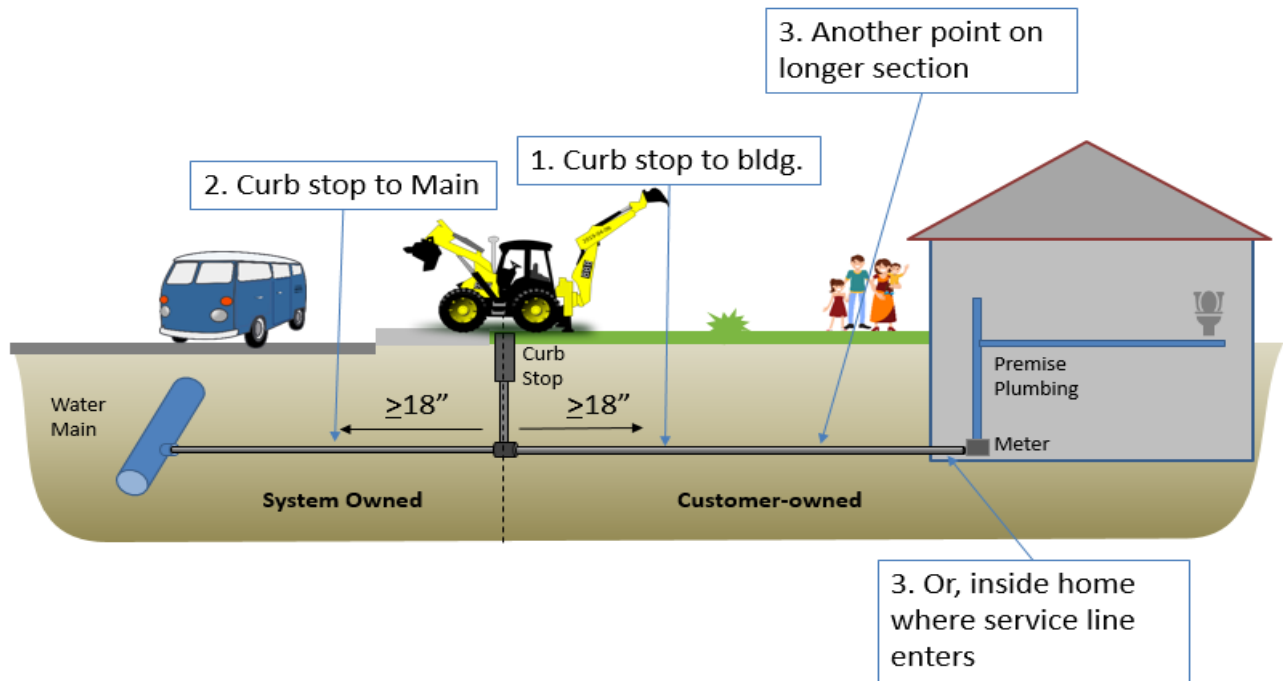 3. Another point on
longer section
1. Curb stop to bldg.
2. Curb stop to Main
Curb
Stop
Water
Main
≥18”
≥18”
Premise
Plumbing
Meter
System Owned
Customer-owned
3. Or, inside home
where service line
enters